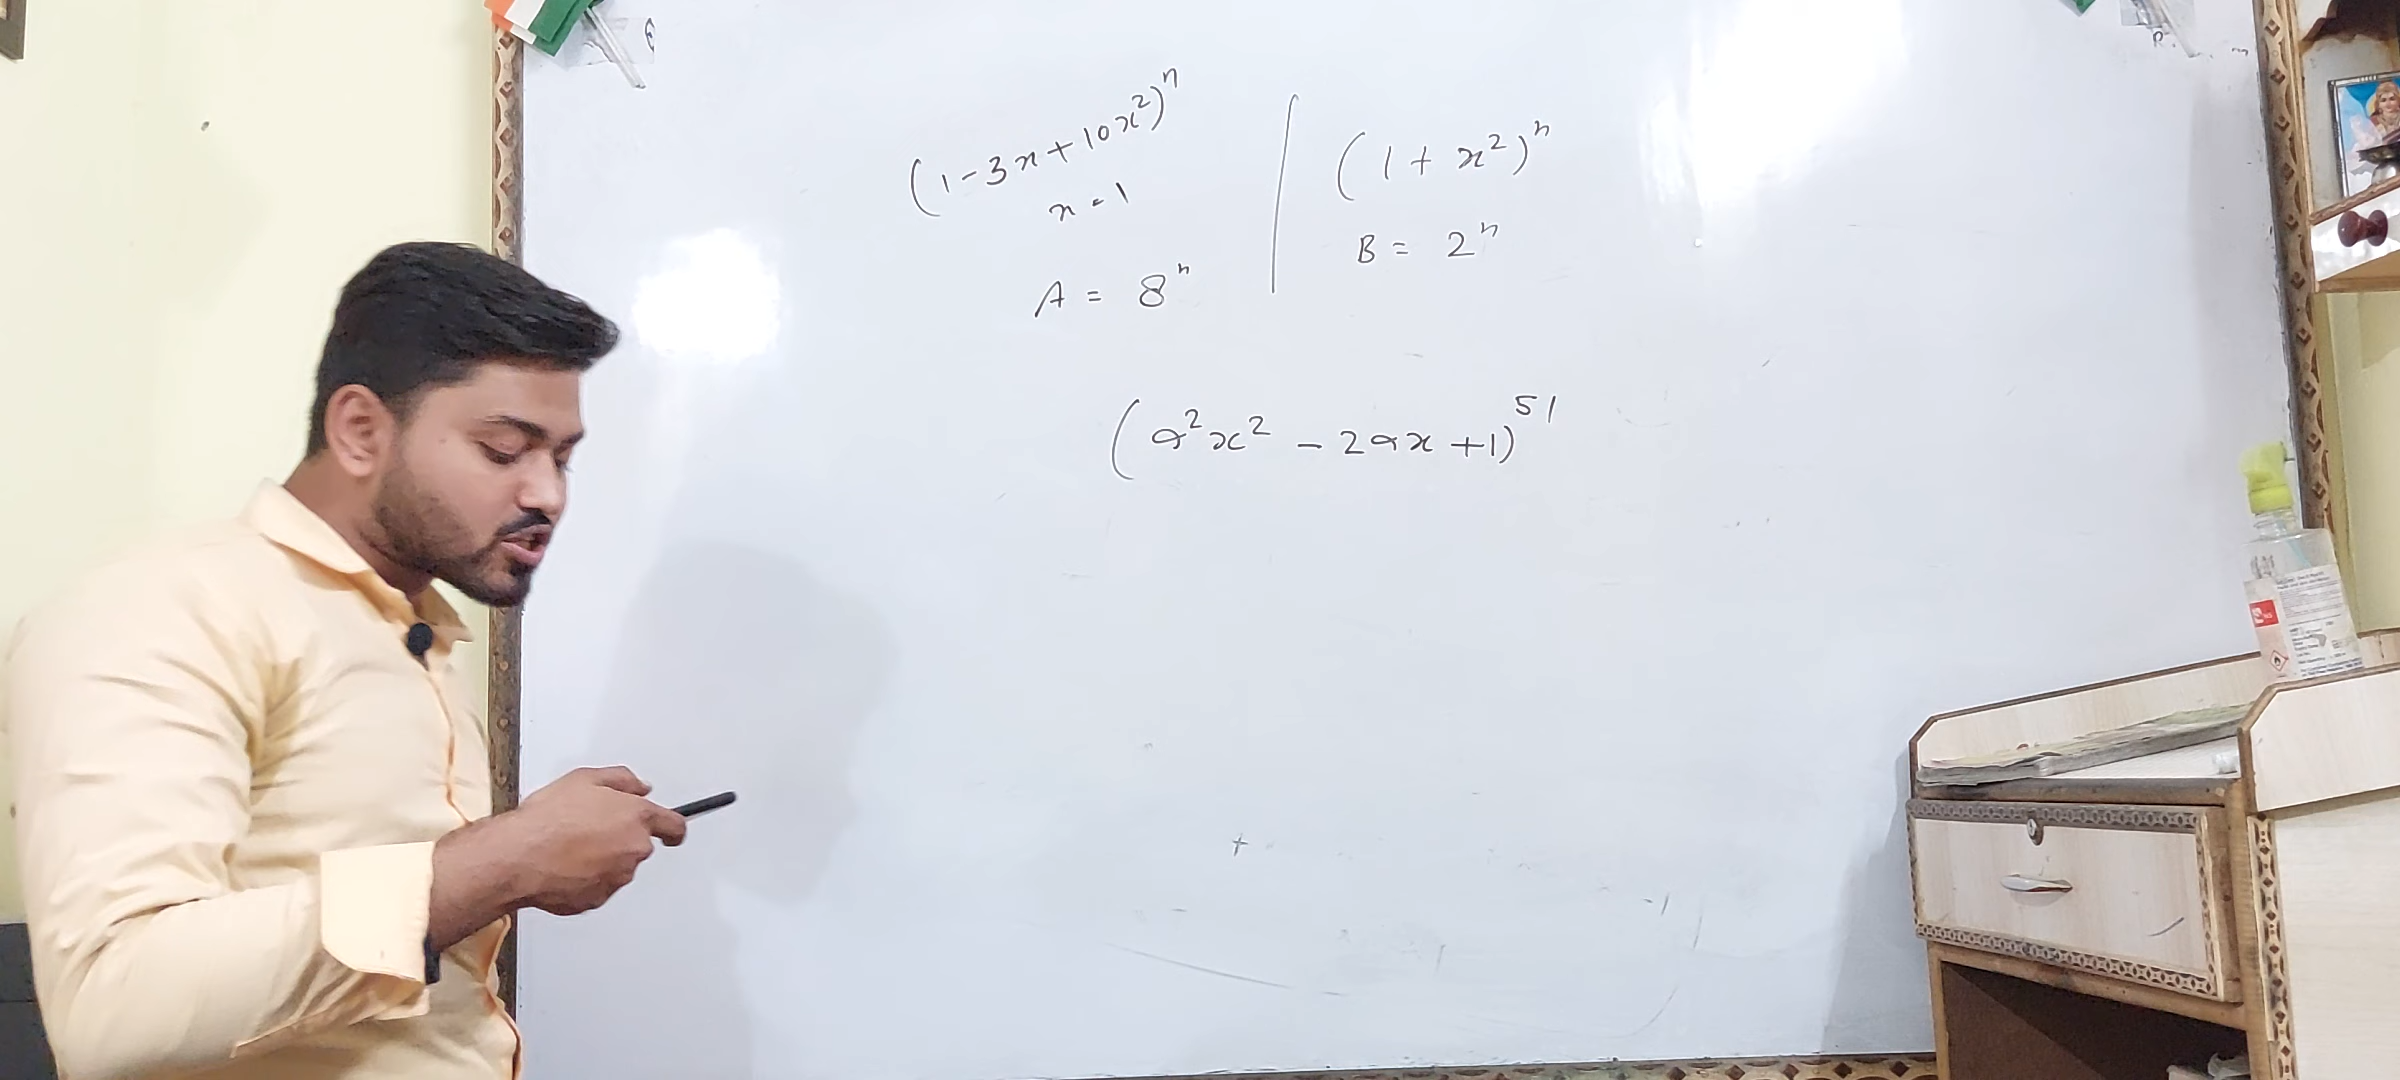 (1-3x+10x²)ⁿ
x=1
A = 8ⁿ
(1 + x²)ⁿ
B = 2ⁿ
(a²x² - 2ax +1)⁵¹